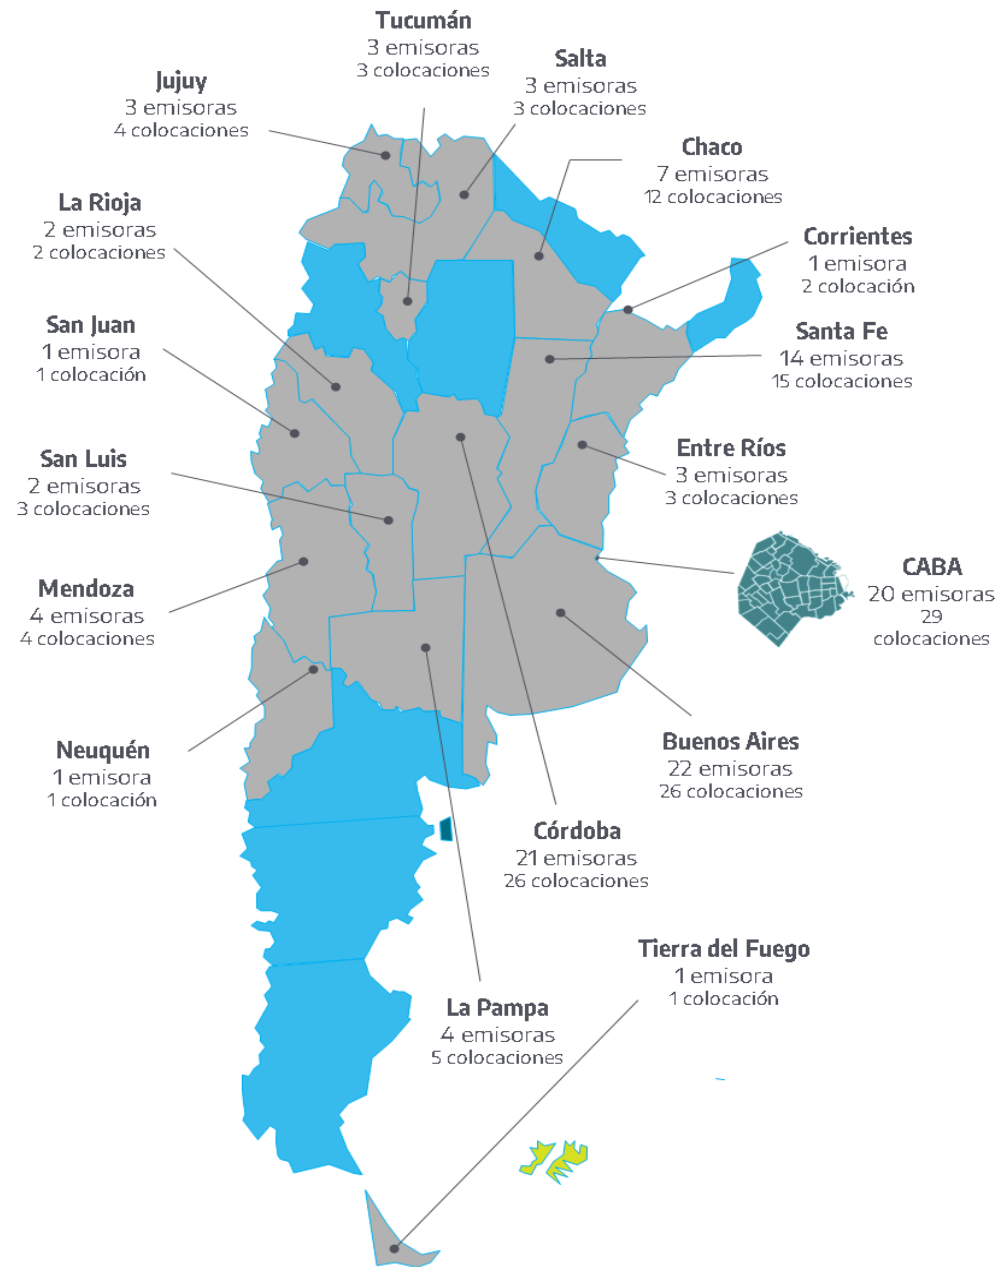 Tucumán
3 emisoras
3 colocaciones
Salta
3 emisoras
3 colocaciones
Jujuy
3 emisoras
4 colocaciones
Chaco
7 emisoras
12 colocaciones
La Rioja
2 emisoras
2 colocaciones
Corrientes
1 emisora
2 colocación
San Juan
1 emisora
1 colocación
Santa Fe
14 emisoras
15 colocaciones
San Luis
2 emisoras
3 colocaciones
Entre Ríos
3 emisoras
3 colocaciones
CABA
20 emisoras
29
colocaciones
Mendoza
4 emisoras
4 colocaciones
Neuquén
1 emisora
1 colocación
Buenos Aires
22 emisoras
26 colocaciones
Córdoba
21 emisoras
26 colocaciones
Tierra del Fuego
1 emisora
1 colocación
La Pampa
4 emisoras
5 colocaciones